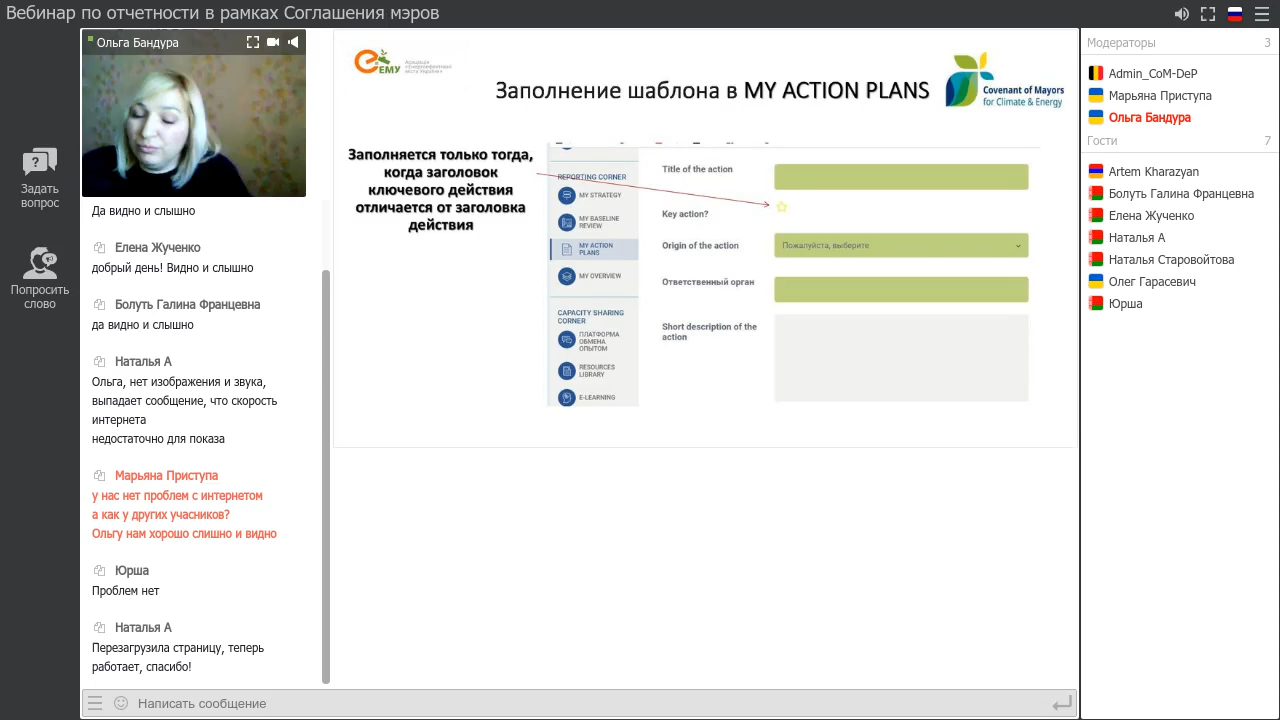 Вебинар по отчетности в рамках Соглашения мэров
Ольга Бандура
Задать
вопрос
Попросить
слово
Да видно и слышно
Елена Жученко
добрый день! Видно и слышно
Болуть Галина Францевна
да видно и слышно
Наталья А
Ольга, нет изображения и звука,
выпадает сообщение, что скорость
интернета
недостаточно для показа
Марьяна Приступа
у нас нет проблем с интернетом
а как у других учасников?
Ольгу нам хорошо слишно и видно
Юрша
Проблем нет
Наталья А
Перезагрузила страницу, теперь
работает, спасибо!
Написать сообщение
ЕМУ
Заполнение шаблона в MY ACTION PLANS
Covenant of Mayors
for Climate & Energy
Заполняется только тогда,
когда заголовок
ключевого действия
отличается от заголовка
действия
REPORTING CORNER
MY STRATEGY
MY BASELINE
REVIEW
MY ACTION
PLANS
MY OVERVIEW
CAPACITY SHARING
CORNER
ПЛАТФОРМА
ОБМЕНА
ОПЫТОМ
RESOURCES
LIBRARY
E-LEARNING
Title of the action
Key action?
Origin of the action
Пожалуйста, выберите
Ответственный орган
Short description of the
action
Модераторы 3
Admin_CoM-DeP
Марьяна Приступа
Ольга Бандура
Гости 7
Artem Kharazyan
Болуть Галина Францевна
Елена Жученко
Наталья А
Наталья Старовойтова
Олег Гарасевич
Юрша